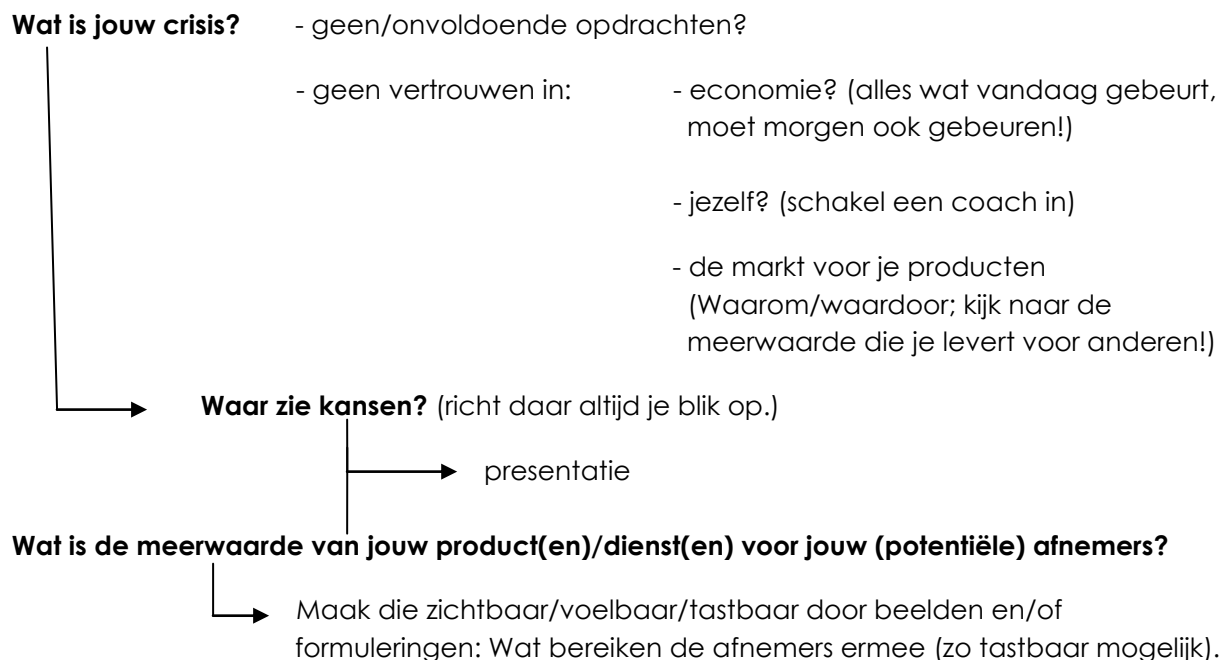 Wat is jouw crisis? - geen/onvoldoende opdrachten?
- geen vertrouwen in: - economie? (alles wat vandaag gebeurt,
moet morgen ook gebeuren!)
- jezelf? (schakel een coach in)
- de markt voor je producten
(Waarom/waardoor; kijk naar de
meerwaarde die je levert voor anderen!)
Waar zie kansen? (richt daar altijd je blik op.)
presentatie
Wat is de meerwaarde van jouw product(en)/dienst(en) voor jouw (potentiële) afnemers?
Maak die zichtbaar/voelbaar/tastbaar door beelden en/of
formuleringen: Wat bereiken de afnemers ermee (zo tastbaar mogelijk).